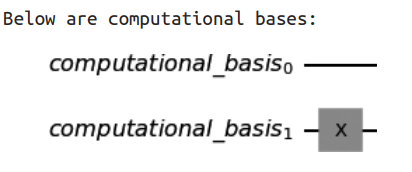 Below are computational bases:
computational_basis₀
computational_basis₁ X